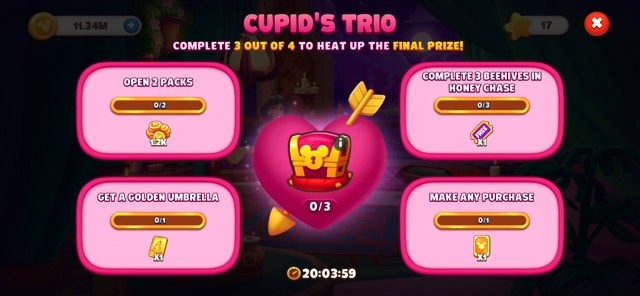 11.34M
17
CUPID'S TRIO
COMPLETE 3 OUT OF 4 TO HEAT UP THE FINAL PRIZE!
OPEN 2 PACKS
0/2
1.2K
COMPLETE 3 BEEHIVES IN
HONEY CHASE
0/3
FREE
X1
0/3
GET A GOLDEN UMBRELLA
0/1
X1
MAKE ANY PURCHASE
0/1
X1
20:03:59